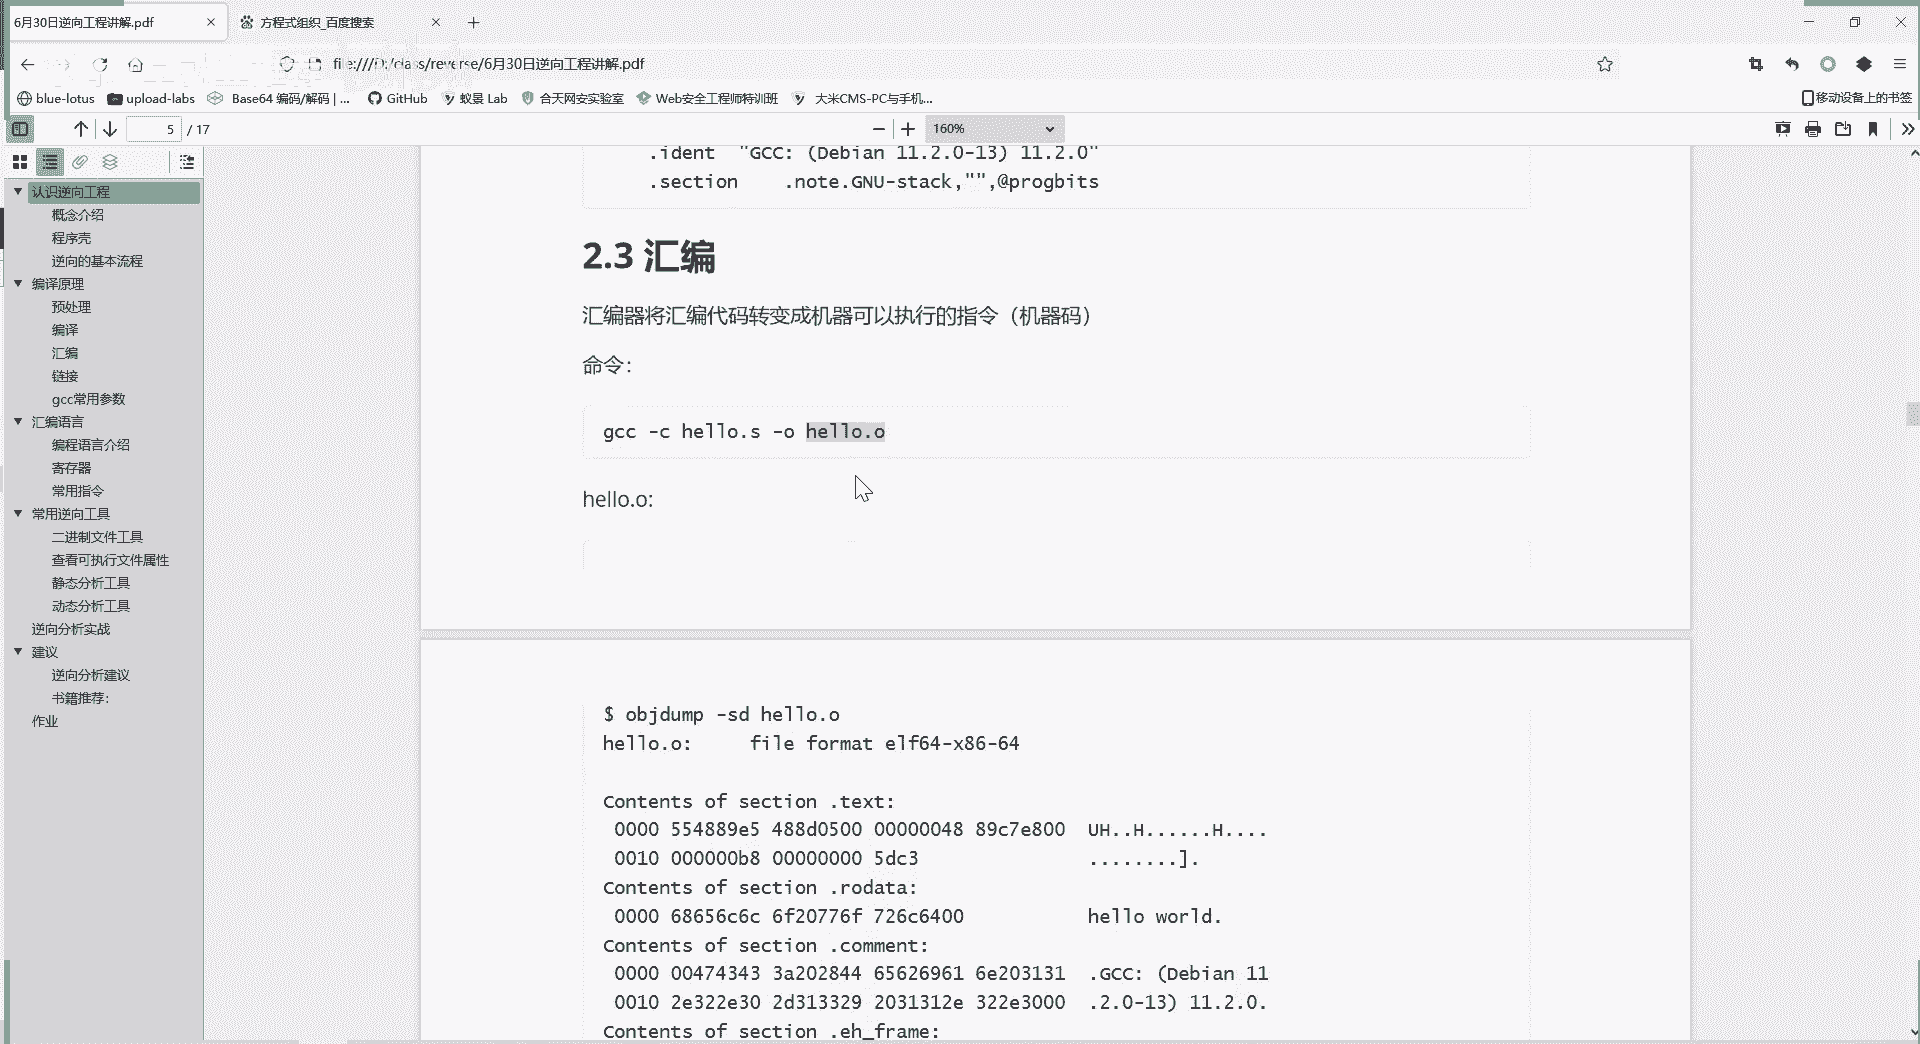 6月30日逆向工程讲解.pdf
方程式组织_百度搜索
file:///D:/class/reverse/6月30日逆向工程讲解.pdf
blue-lotus
upload-labs
Base64 编码/解码 | ...
GitHub
蚁景 Lab
合天网安实验室
Web安全工程师特训班
大米CMS-PC与手机...
移动设备上的书签
5 / 17
160%
认识逆向工程
概念介绍
程序壳
逆向的基本流程
编译原理
预处理
编译
汇编
链接
gcc常用参数
汇编语言
编程语言介绍
寄存器
常用指令
常用逆向工具
二进制文件工具
查看可执行文件属性
静态分析工具
动态分析工具
逆向分析实战
建议
逆向分析建议
书籍推荐：
作业
.ident "GCC: (Debian 11.2.0-13) 11.2.0"
.section .note.GNU-stack,"",@progbits
2.3 汇编
汇编器将汇编代码转变成机器可以执行的指令（机器码）
命令：
gcc -c hello.s -o hello.o
hello.o:
$ objdump -sd hello.o
hello.o: file format elf64-x86-64
Contents of section .text:
0000 554889e5 488d0500 00000048 89c7e800 UH..H......H....
0010 000000b8 00000000 5dc3 ........].
Contents of section .rodata:
0000 68656c6c 6f20776f 726c6400 hello world.
Contents of section .comment:
0000 00474343 3a202844 65626961 6e203131 .GCC: (Debian 11
0010 2e322e30 2d313329 2031312e 322e3000 .2.0-13) 11.2.0.
Contents of section .eh_frame: